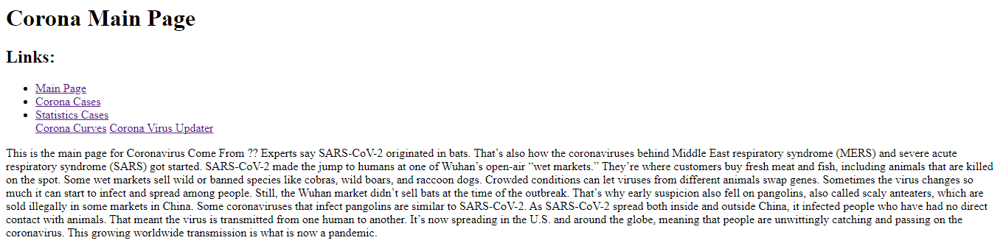 Corona Main Page
Links:
Main Page
Corona Cases
Statistics Cases
Corona Curves Corona Virus Updater
This is the main page for Coronavirus Come From ?? Experts say SARS-CoV-2 originated in bats. That’s also how the coronaviruses behind Middle East respiratory syndrome (MERS) and severe acute
respiratory syndrome (SARS) got started. SARS-CoV-2 made the jump to humans at one of Wuhan’s open-air “wet markets.” They’re where customers buy fresh meat and fish, including animals that are killed
on the spot. Some wet markets sell wild or banned species like cobras, wild boars, and raccoon dogs. Crowded conditions can let viruses from different animals swap genes. Sometimes the virus changes so
much it can start to infect and spread among people. Still, the Wuhan market didn’t sell bats at the time of the outbreak. That’s why early suspicion also fell on pangolins, also called scaly anteaters, which are
sold illegally in some markets in China. Some coronaviruses that infect pangolins are similar to SARS-CoV-2. As SARS-CoV-2 spread both inside and outside China, it infected people who have had no direct
contact with animals. That meant the virus is transmitted from one human to another. It’s now spreading in the U.S. and around the globe, meaning that people are unwittingly catching and passing on the
coronavirus. This growing worldwide transmission is what is now a pandemic.